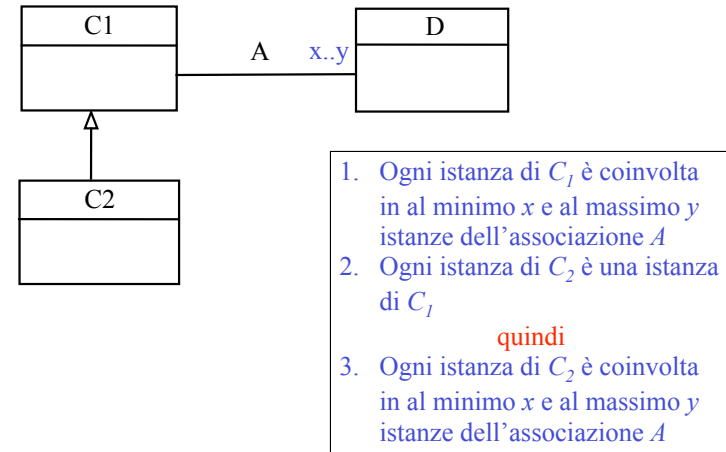 C1
A
x..y
D
C2
1. Ogni istanza di C1 è coinvolta
in al minimo x e al massimo y
istanze dell’associazione A
2. Ogni istanza di C2 è una istanza
di C1
quindi
3. Ogni istanza di C2 è coinvolta
in al minimo x e al massimo y
istanze dell’associazione A